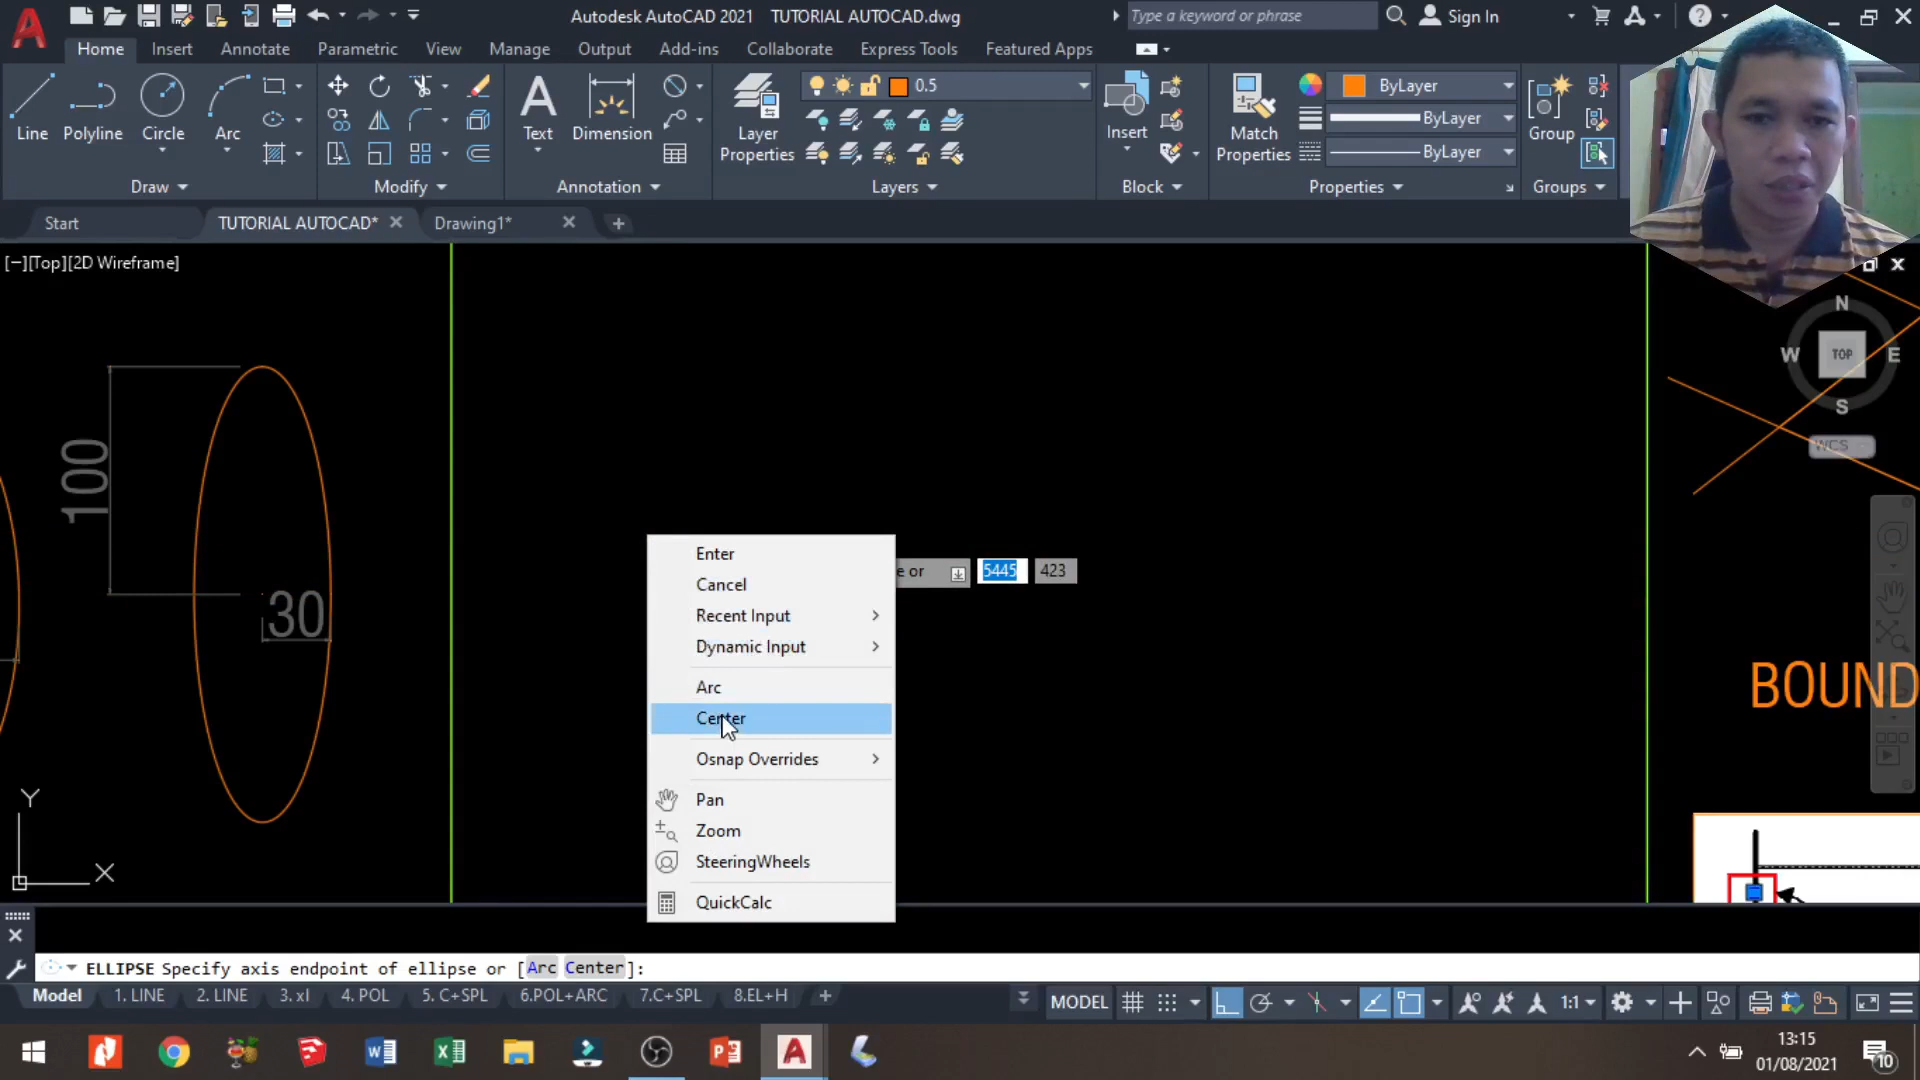 Autodesk AutoCAD 2021 TUTORIAL AUTOCAD.dwg
Type a keyword or phrase
Sign In
Home Insert Annotate Parametric View Manage Output Add-ins Collaborate Express Tools Featured Apps
0.5
ByLayer
ByLayer
ByLayer
Line Polyline Circle Arc
Text Dimension
Layer Properties
Insert
Match Properties
Group
Draw Modify Annotation Layers Block Properties Groups
Start TUTORIAL AUTOCAD* Drawing1*
[−][Top][2D Wireframe]
N
W TOP E
S
WCS
100
30
e or 5445 423
Enter
Cancel
Recent Input
Dynamic Input
Arc
Center
Osnap Overrides
Pan
Zoom
SteeringWheels
QuickCalc
BOUND
Y
X
ELLIPSE Specify axis endpoint of ellipse or [Arc Center]:
Model 1. LINE 2. LINE 3. xl 4. POL 5. C+SPL 6.POL+ARC 7.C+SPL 8.EL+H
MODEL 1:1
13:15
01/08/2021
10